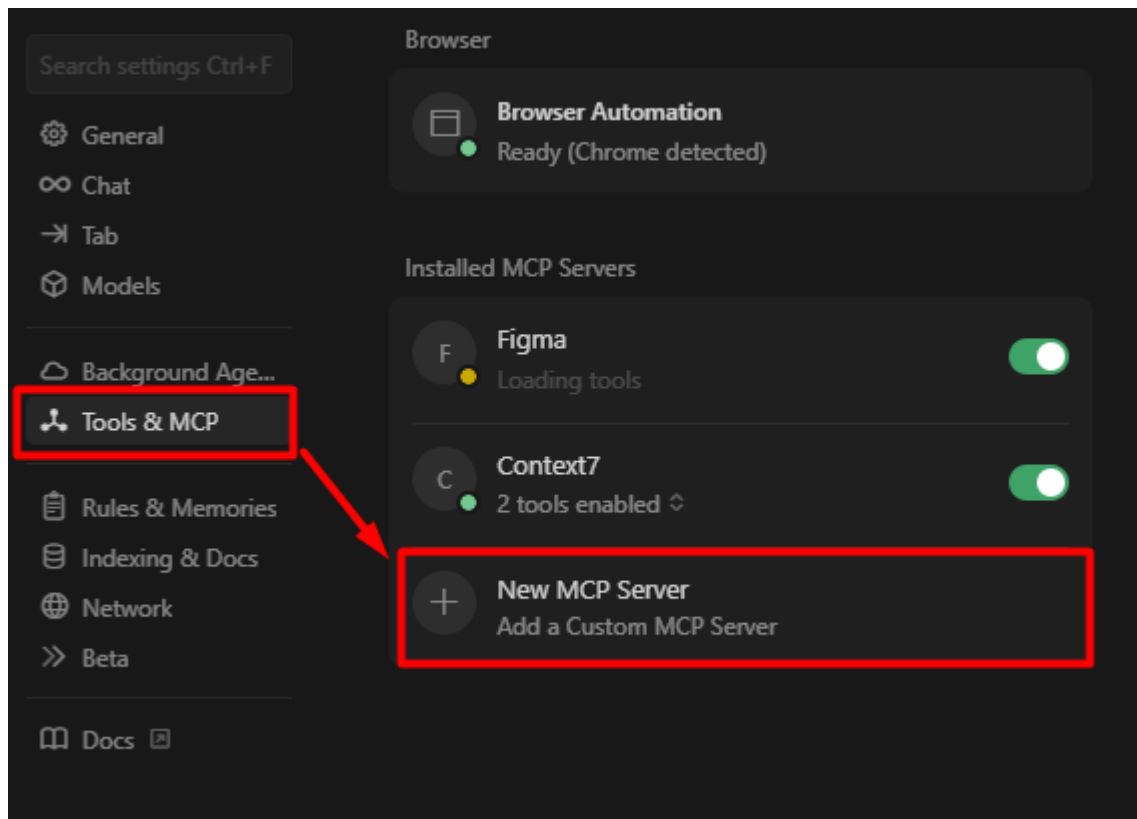 Search settings Ctrl+F
General
Chat
Tab
Models
Background Age...
Tools & MCP
Rules & Memories
Indexing & Docs
Network
Beta
Docs
Browser
Browser Automation
Ready (Chrome detected)
Installed MCP Servers
F
Figma
Loading tools
C
Context7
2 tools enabled
New MCP Server
Add a Custom MCP Server